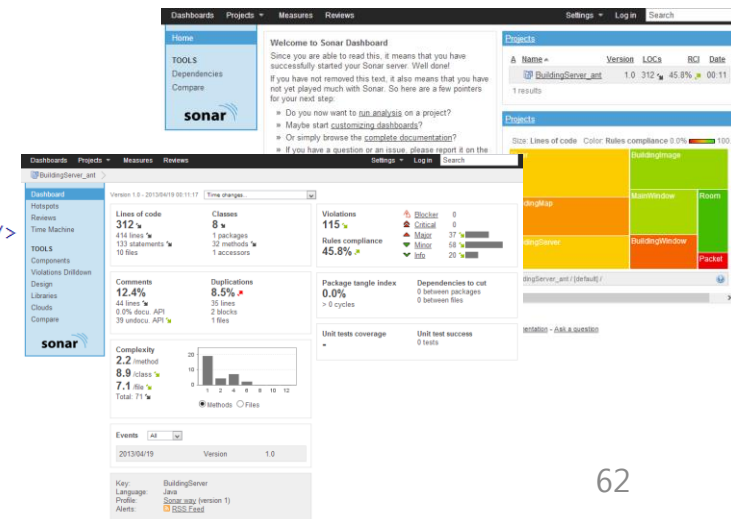 Dashboards Projects Measures Reviews Settings Log in Search
Home
TOOLS
Dependencies
Compare
sonar
Welcome to Sonar Dashboard
Since you are able to read this, it means that you have
successfully started your Sonar server. Well done!
If you have not removed this text, it also means that you have
not yet played much with Sonar. So here are a few pointers
for your next step:
» Do you now want to run analysis on a project?
» Maybe start customizing dashboards?
» Or simply browse the complete documentation?
» If you have a question or an issue, please report it on the
Projects
A Name Version LOCs RCI Date
BuildingServer_ant 1.0 312 45.8% 00:11
1 results
Projects
Size: Lines of code Color: Rules compliance 0.0% 100.
BuildingImage
MainWindow
Room
BuildingWindow
Packet
dingMap
dingServer
dingServer_ant / [default] /
mentation - Ask a question
/>
Dashboards Projects Measures Reviews Settings Log in Search
BuildingServer_ant
Dashboard
Hotspots
Reviews
Time Machine
TOOLS
Components
Violations Drilldown
Design
Libraries
Clouds
Compare
sonar
Version 1.0 - 2013/04/19 00:11:17 Time changes...
Lines of code
312
414 lines
133 statements
10 files
Classes
8
1 packages
32 methods
1 accessors
Violations
115
Rules compliance
45.8%
Blocker 0
Critical 0
Major 37
Minor 58
Info 20
Comments
12.4%
44 lines
0.0% docu. API
39 undocu. API
Duplications
8.5%
35 lines
2 blocks
1 files
Package tangle index
0.0%
> 0 cycles
Dependencies to cut
0 between packages
0 between files
Unit tests coverage
-
Unit test success
0 tests
Complexity
2.2 /method
8.9 /class
7.1 /file
Total: 71
20
10
0
1 2 4 6 8 10 12
Methods Files
Events All
2013/04/19 Version 1.0
Key: BuildingServer
Language: Java
Profile: Sonar way (version 1)
Alerts: RSS Feed
62